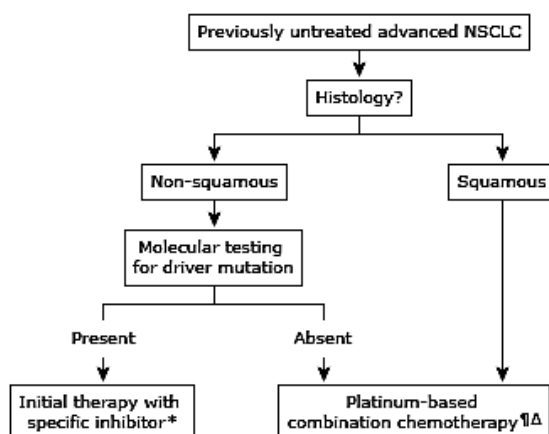 Previously untreated advanced NSCLC
Histology?
Non-squamous
Squamous
Molecular testing
for driver mutation
Present
Absent
Initial therapy with
specific inhibitor*
Platinum-based
combination chemotherapy¶Δ